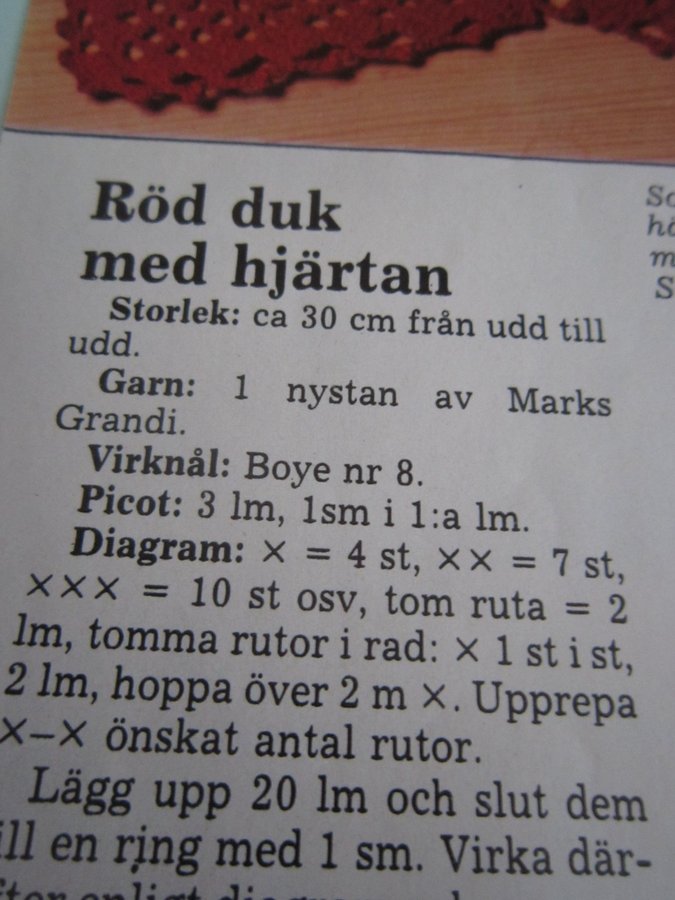 Röd duk
med hjärtan
Storlek: ca 30 cm från udd till
udd.
Garn: 1 nystan av Marks
Grandi.
Virknål: Boye nr 8.
Picot: 3 lm, 1sm i 1:a lm.
Diagram: × = 4 st, ×× = 7 st,
××× = 10 st osv, tom ruta = 2
lm, tomma rutor i rad: × 1 st i st,
2 lm, hoppa över 2 m ×. Upprepa
×–× önskat antal rutor.
Lägg upp 20 lm och slut dem
ll en ring med 1 sm. Virka där-
enligt